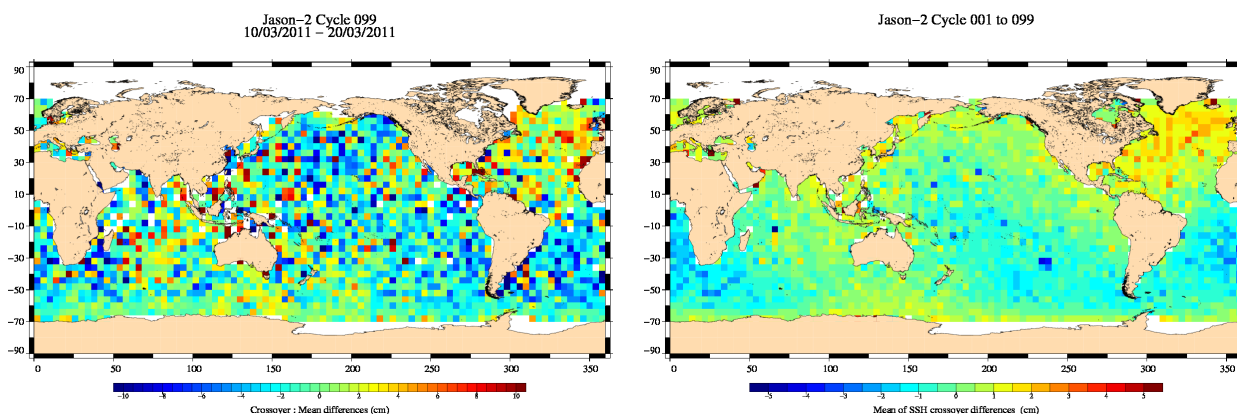 Jason−2 Cycle 099
10/03/2011 − 20/03/2011
90
70
50
30
10
−10
−30
−50
−70
−90
0 50 100 150 200 250 300 350
−10 −8 −6 −4 −2 0 2 4 6 8 10
Crossover : Mean differences (cm)
Jason−2 Cycle 001 to 099
90
70
50
30
10
−10
−30
−50
−70
−90
0 50 100 150 200 250 300 350
−5 −4 −3 −2 −1 0 1 2 3 4 5
Mean of SSH crossover differences (cm)